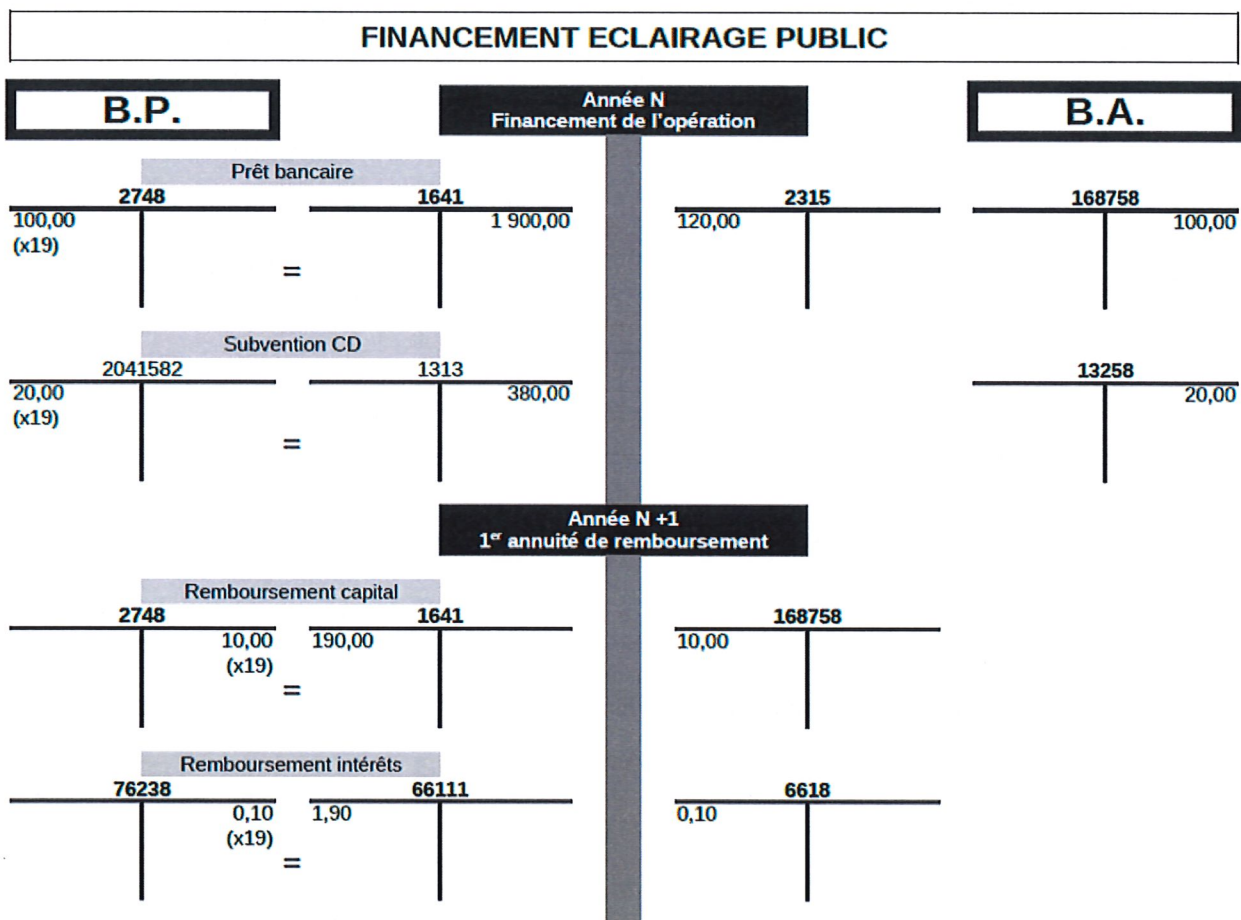 FINANCEMENT ECLAIRAGE PUBLIC
B.P.
Année N
Financement de l'opération
B.A.
Prêt bancaire
2748
1641
2315
168758
100,00
(x19)
=
1 900,00
120,00
100,00
Subvention CD
2041582
1313
13258
20,00
(x19)
=
380,00
20,00
Année N +1
1er annuité de remboursement
Remboursement capital
2748
1641
168758
10,00
(x19)
=
190,00
10,00
Remboursement intérêts
76238
66111
6618
0,10
(x19)
=
1,90
0,10